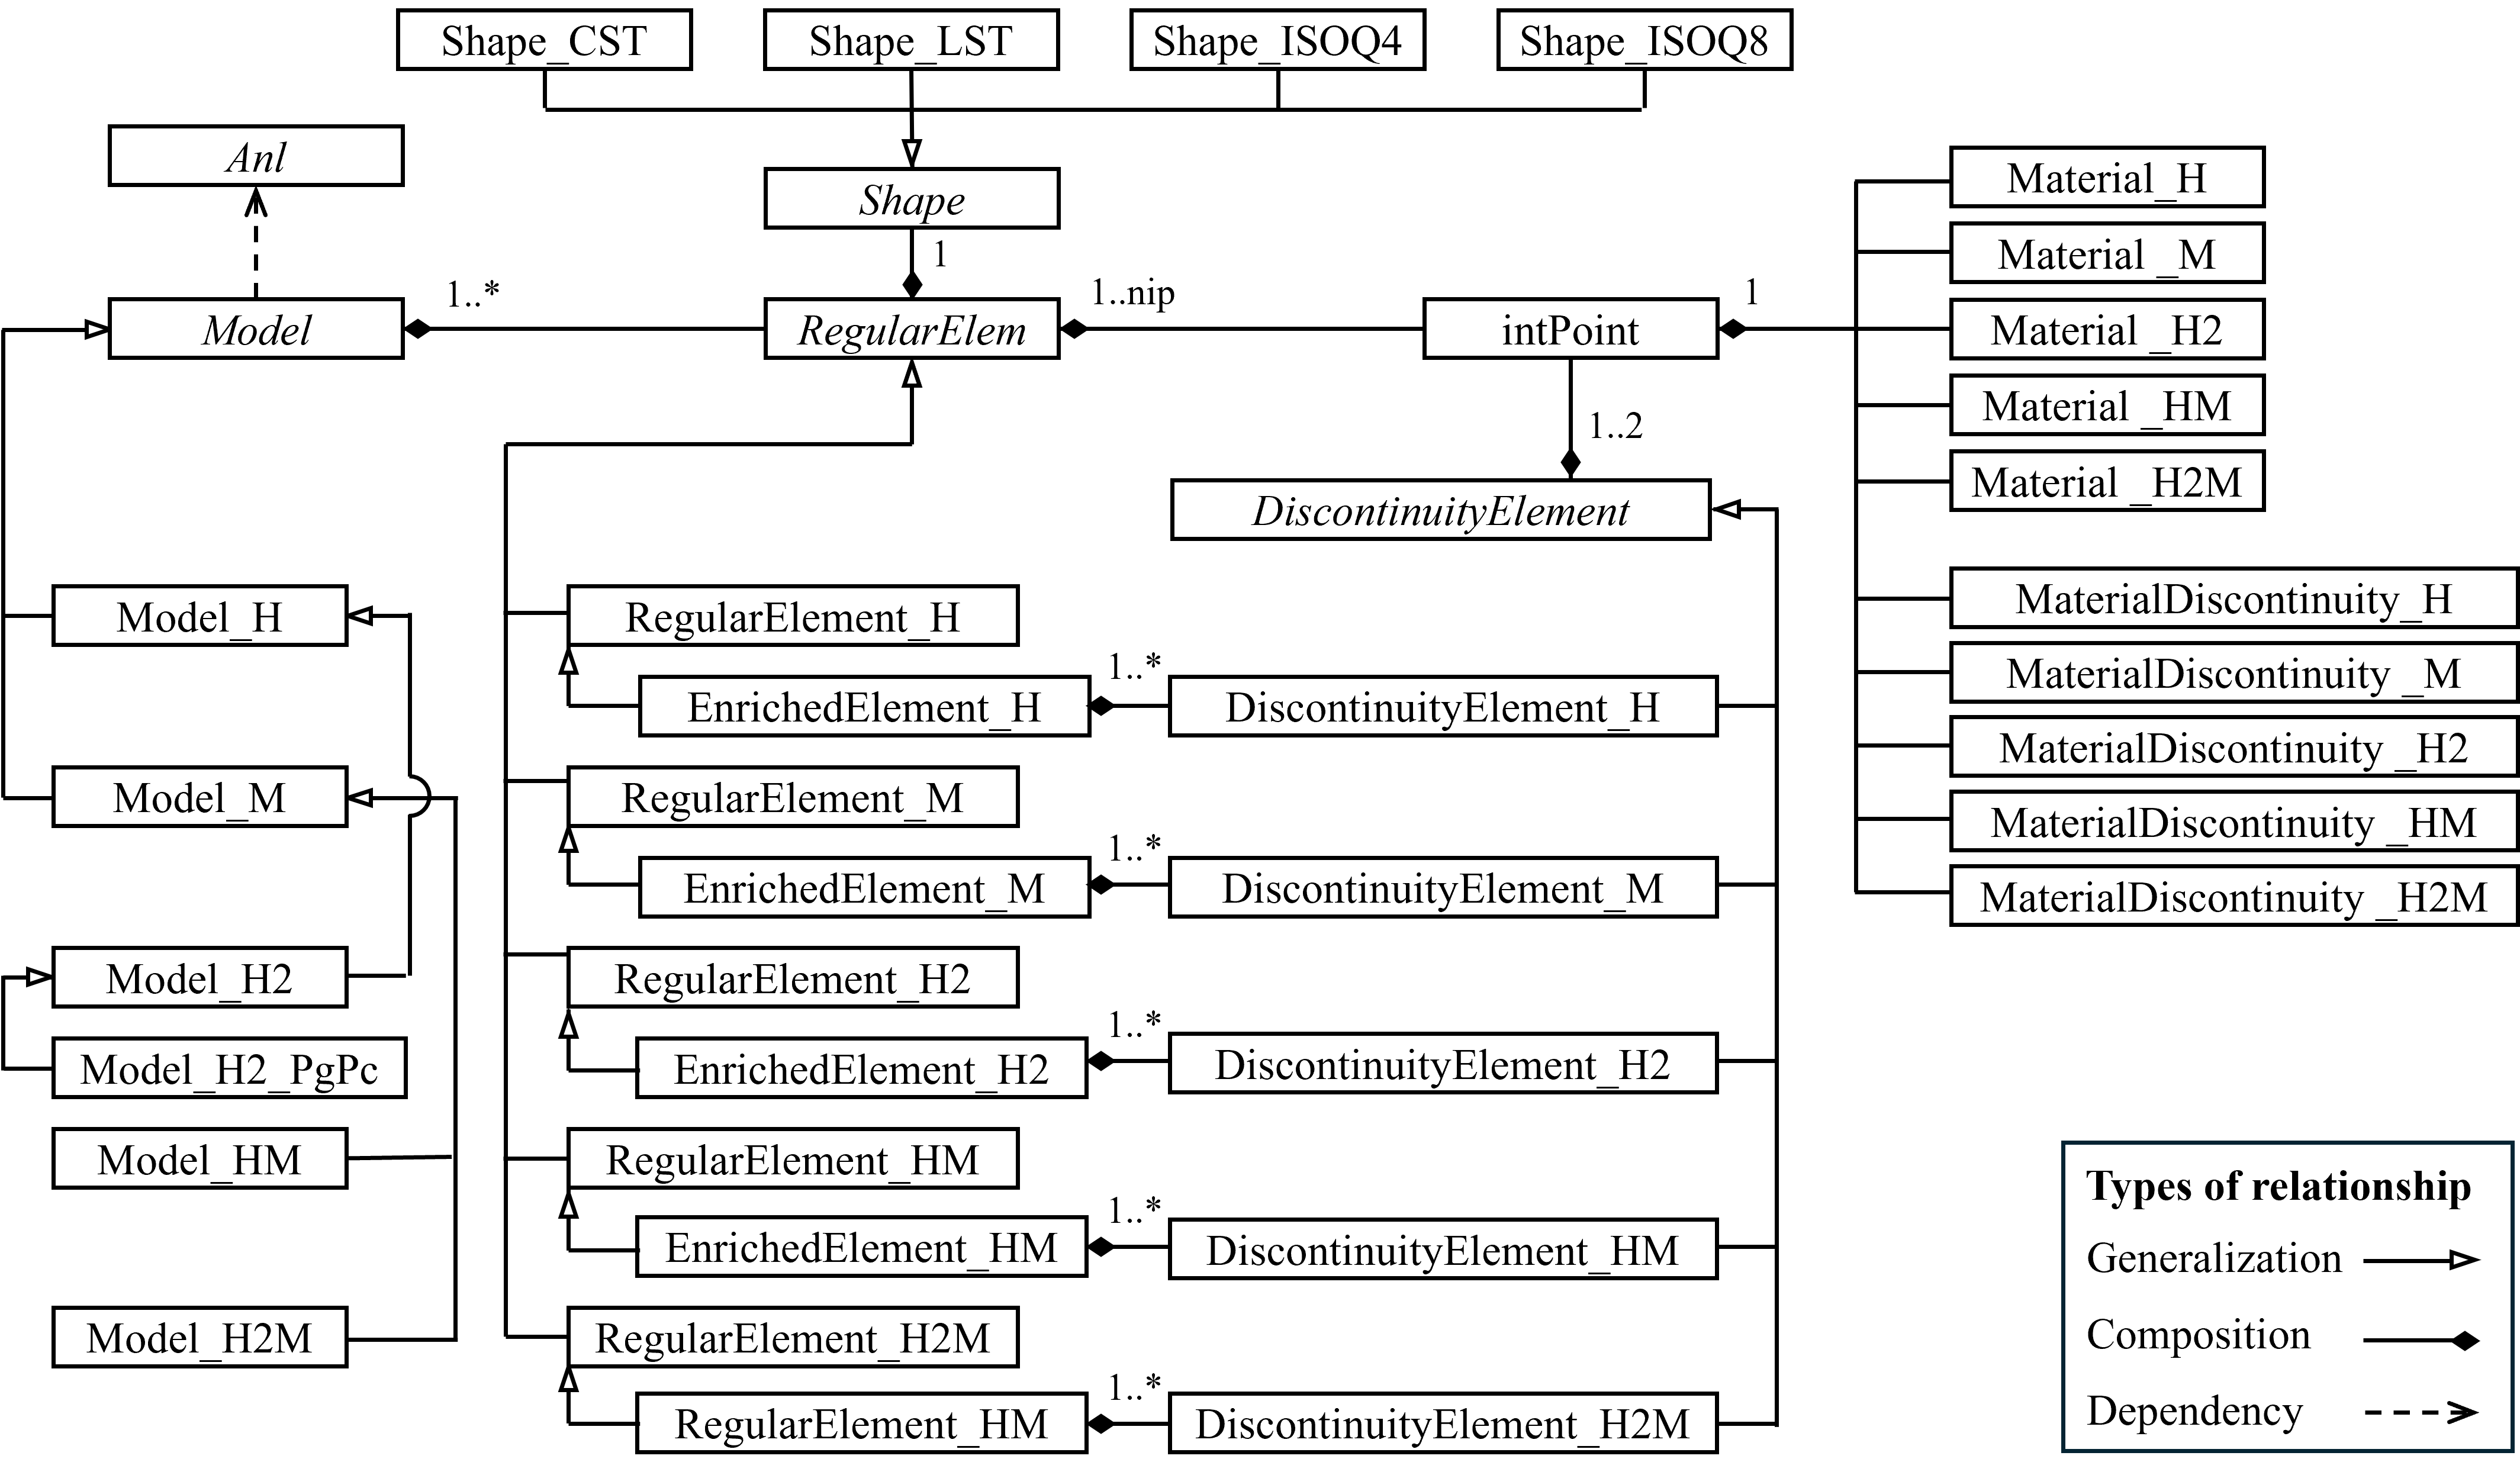 Shape_CST
Shape_LST
Shape_ISOQ4
Shape_ISOQ8
Anl
Shape
1
Model
1..*
RegularElem
1..nip
intPoint
1
1..2
DiscontinuityElement
Material_H
Material _M
Material _H2
Material _HM
Material _H2M
MaterialDiscontinuity_H
MaterialDiscontinuity _M
MaterialDiscontinuity _H2
MaterialDiscontinuity _HM
MaterialDiscontinuity _H2M
Model_H
Model_M
Model_H2
Model_H2_PgPc
Model_HM
Model_H2M
RegularElement_H
EnrichedElement_H
1..*
DiscontinuityElement_H
RegularElement_M
EnrichedElement_M
1..*
DiscontinuityElement_M
RegularElement_H2
EnrichedElement_H2
1..*
DiscontinuityElement_H2
RegularElement_HM
EnrichedElement_HM
1..*
DiscontinuityElement_HM
RegularElement_H2M
RegularElement_HM
1..*
DiscontinuityElement_H2M
Types of relationship
Generalization
Composition
Dependency